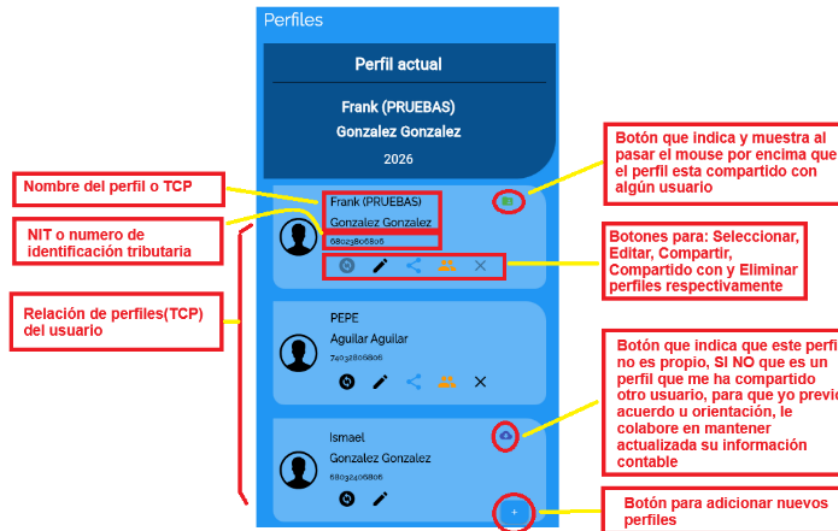 Perfiles
Perfil actual
Frank (PRUEBAS)
Gonzalez Gonzalez
2026
Nombre del perfil o TCP
NIT o numero de
identificación tributaria
Relación de perfiles(TCP)
del usuario
Frank (PRUEBAS)
Gonzalez Gonzalez
68023806806
PEPE
Aguilar Aguilar
74032806806
Ismael
Gonzalez Gonzalez
68032406806
+
Botón que indica y muestra al
pasar el mouse por encima que
el perfil esta compartido con
algún usuario
Botones para: Seleccionar,
Editar, Compartir,
Compartido con y Eliminar
perfiles respectivamente
Botón que indica que este perfi
no es propio, SI NO que es un
perfil que me ha compartido
otro usuario, para que yo previo
acuerdo u orientación, le
colabore en mantener
actualizada su información
contable
Botón para adicionar nuevos
perfiles